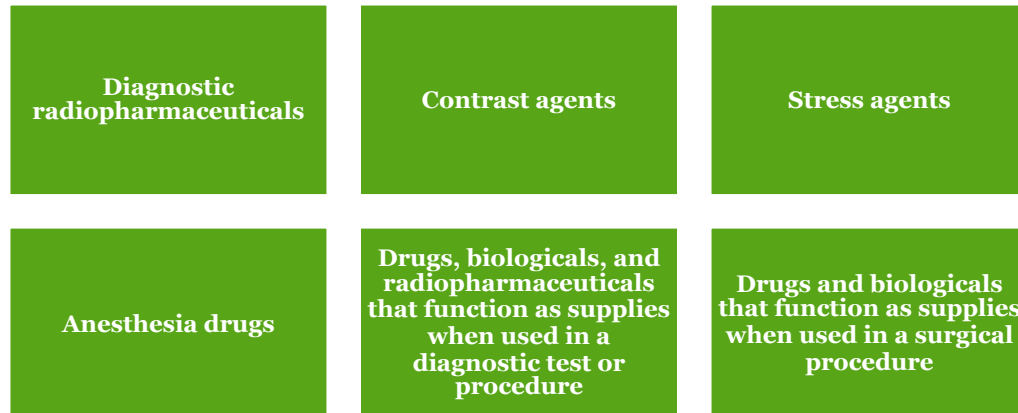 Diagnostic
radiopharmaceuticals
Contrast agents
Stress agents
Anesthesia drugs
Drugs, biologicals, and
radiopharmaceuticals
that function as supplies
when used in a
diagnostic test or
procedure
Drugs and biologicals
that function as supplies
when used in a surgical
procedure